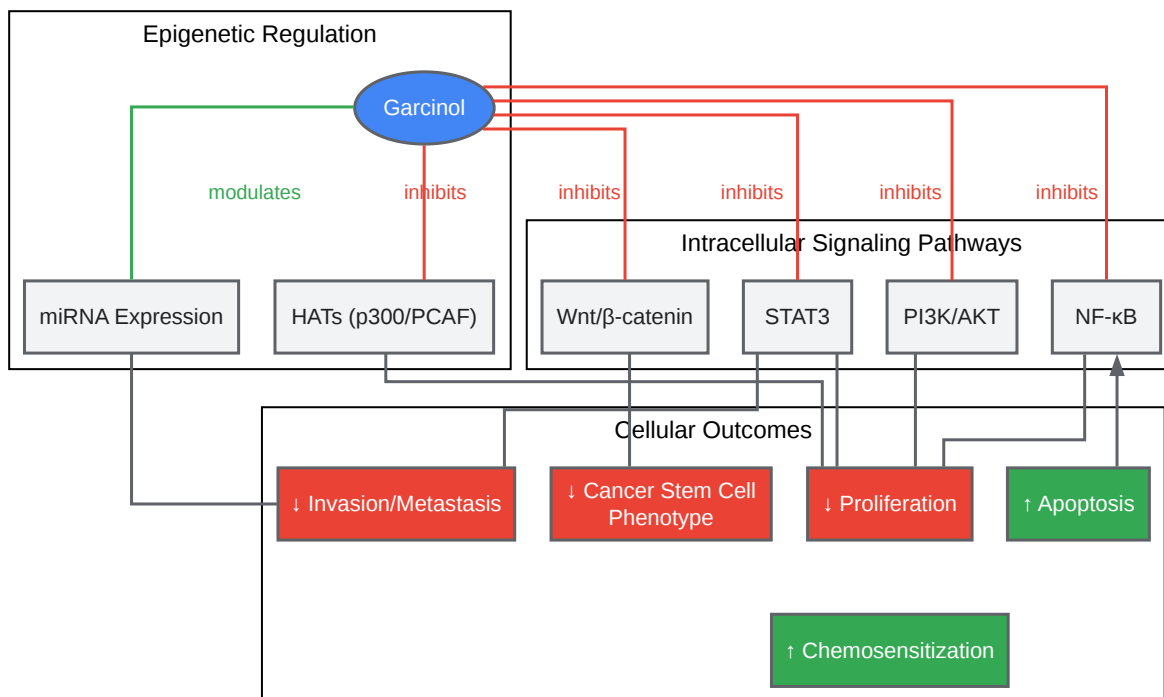 Epigenetic Regulation
Garcinol
modulates
inhibits
inhibits
inhibits
inhibits
inhibits
Intracellular Signaling Pathways
miRNA Expression
HATs (p300/PCAF)
Wnt/β-catenin
STAT3
PI3K/AKT
NF-κB
Cellular Outcomes
↓ Invasion/Metastasis
↓ Cancer Stem Cell
Phenotype
↓ Proliferation
↑ Apoptosis
↑ Chemosensitization